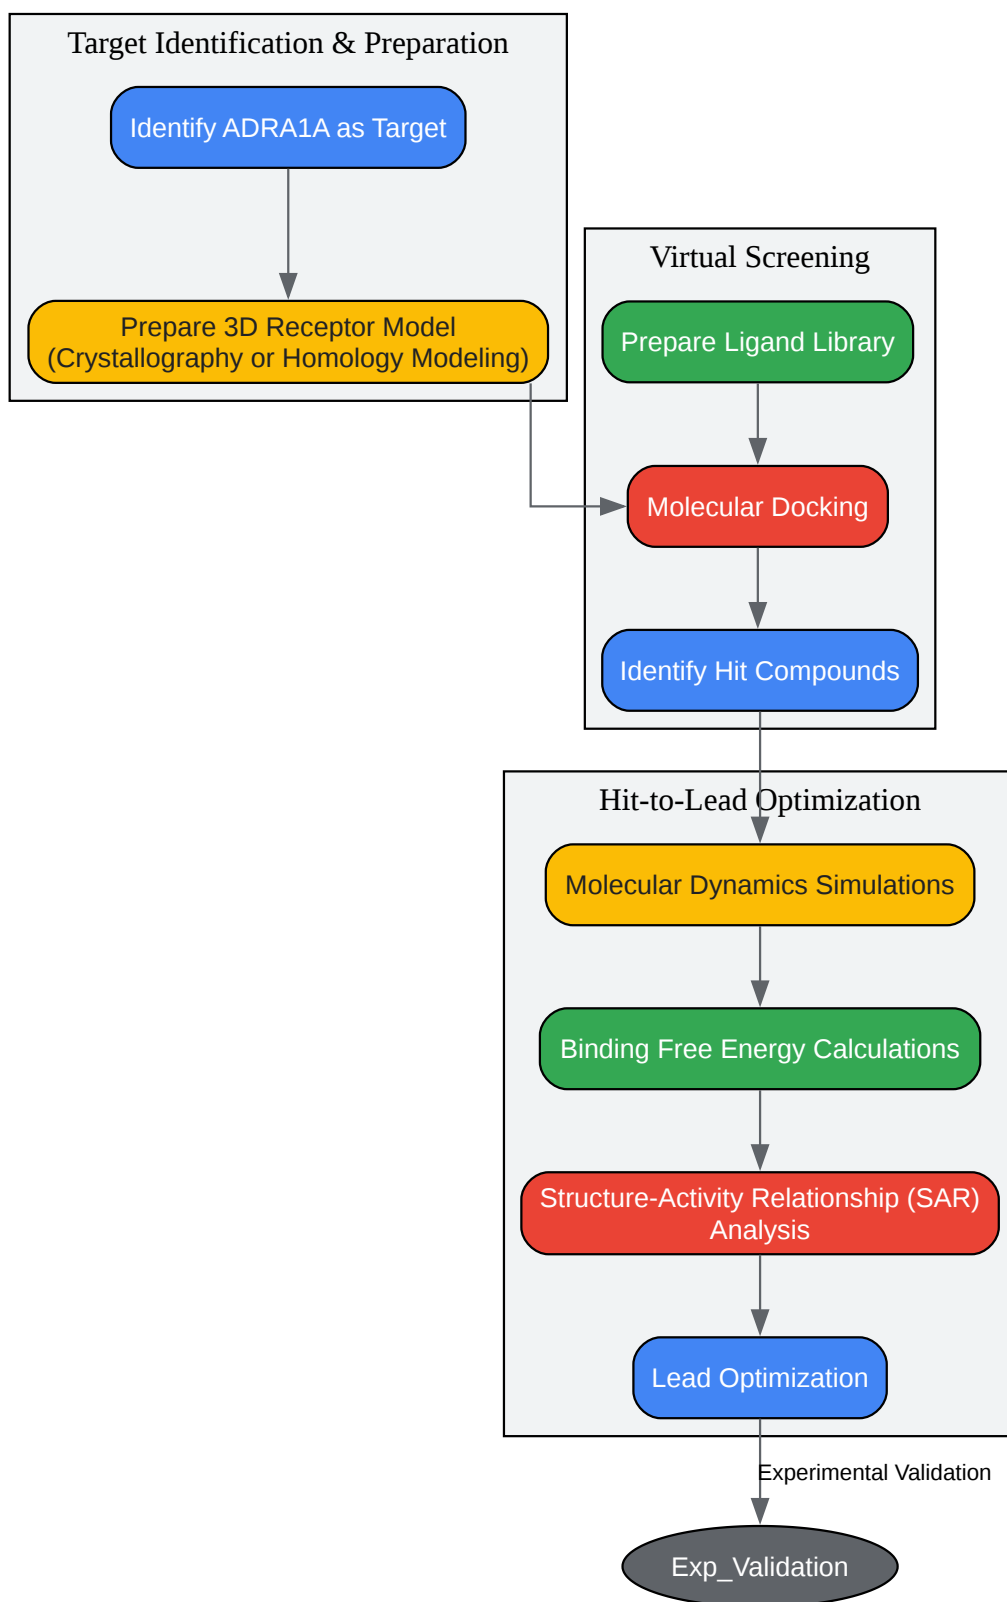 Target Identification & Preparation
Identify ADRA1A as Target
Prepare 3D Receptor Model
(Crystallography or Homology Modeling)
Virtual Screening
Prepare Ligand Library
Molecular Docking
Identify Hit Compounds
Hit-to-Lead Optimization
Molecular Dynamics Simulations
Binding Free Energy Calculations
Structure-Activity Relationship (SAR)
Analysis
Lead Optimization
Experimental Validation
Exp_Validation